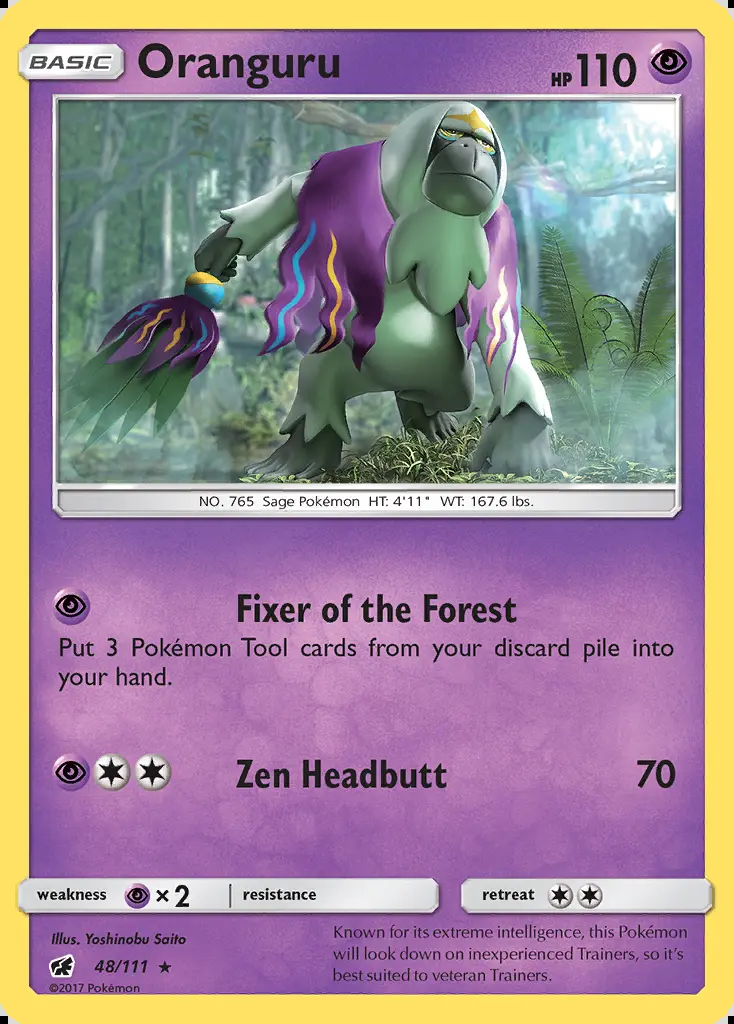 BASIC Oranguru HP 110
NO. 765 Sage Pokémon HT: 4'11" WT: 167.6 lbs.
Fixer of the Forest
Put 3 Pokémon Tool cards from your discard pile into
your hand.
Zen Headbutt 70
weakness ×2 resistance retreat
Illus. Yoshinobu Saito
48/111 ★
©2017 Pokémon
Known for its extreme intelligence, this Pokémon
will look down on inexperienced Trainers, so it's
best suited to veteran Trainers.